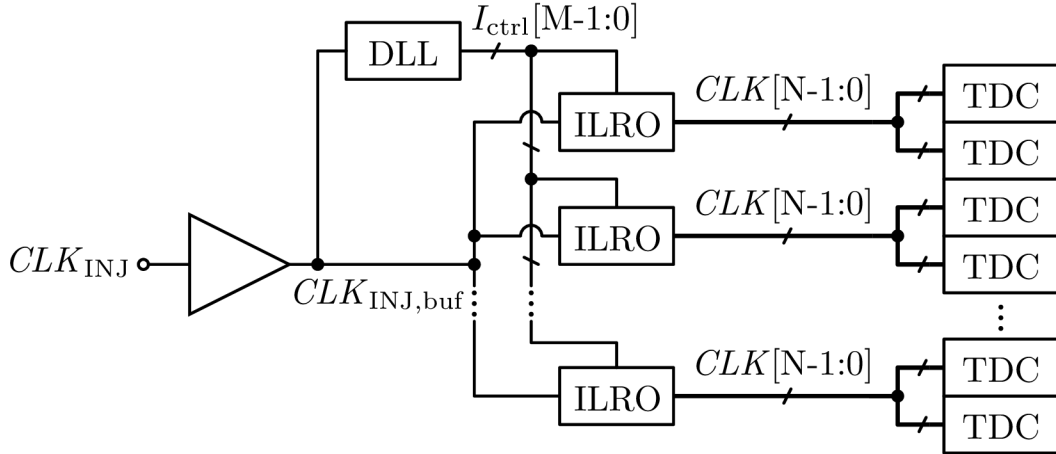 I_ctrl[M-1:0]
DLL
CLK[N-1:0]
TDC
ILRO
TDC
CLK[N-1:0]
TDC
ILRO
TDC
CLK_INJ
CLK_INJ,buf
CLK[N-1:0]
TDC
ILRO
TDC